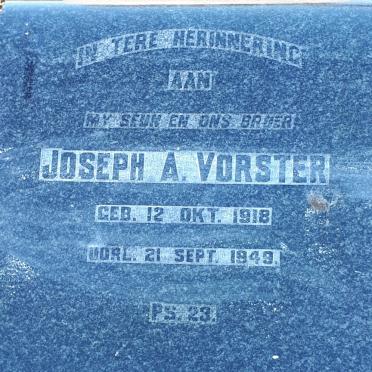 IN TERE HERINNERING
AAN
MY SEUN EN ONS BROER
JOSEPH A. VORSTER
GEB. 12 OKT. 1918
OORL. 21 SEPT. 1949.
PS. 23.